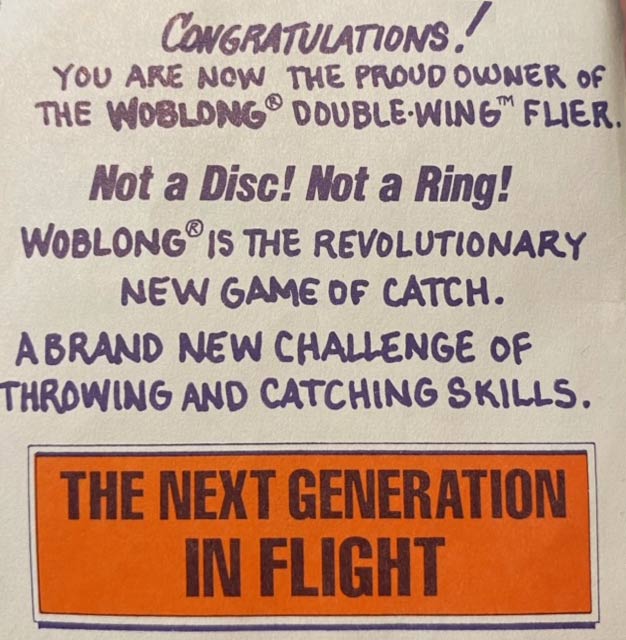 CONGRATULATIONS!
YOU ARE NOW THE PROUD OWNER OF
THE WOBLONG® DOUBLE·WING™ FLIER.
Not a Disc! Not a Ring!
WOBLONG® IS THE REVOLUTIONARY
NEW GAME OF CATCH.
A BRAND NEW CHALLENGE OF
THROWING AND CATCHING SKILLS.
THE NEXT GENERATION
IN FLIGHT